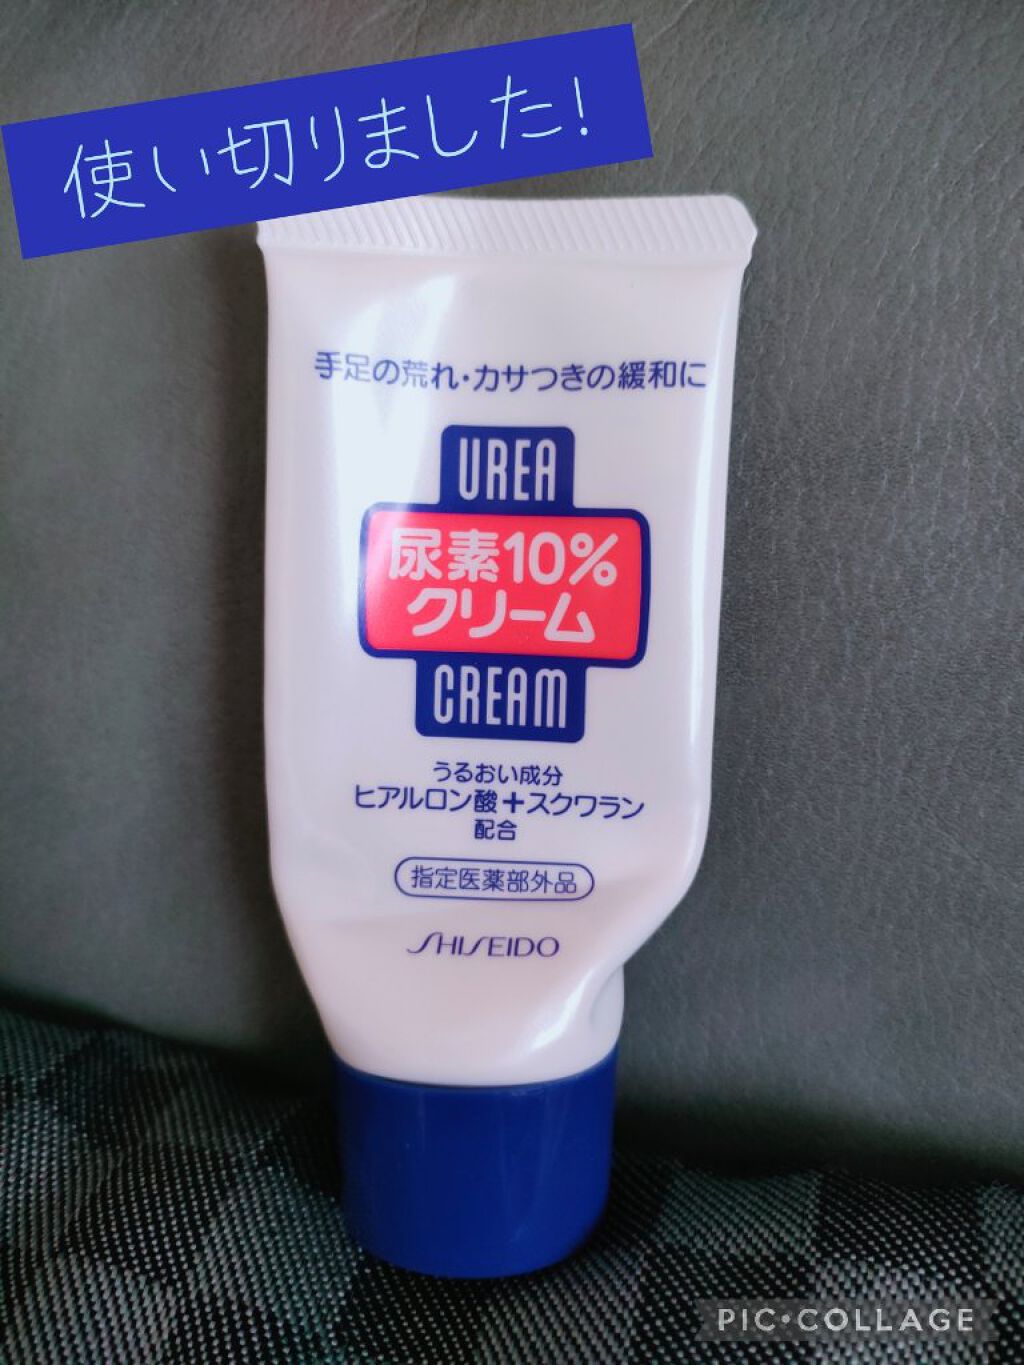 使い切りました!
手足の荒れ・カサつきの緩和に
UREA
尿素10%
クリーム
CREAM
うるおい成分
ヒアルロン酸+スクワラン
配合
指定医薬部外品
SHISEIDO
PIC•COLLAGE